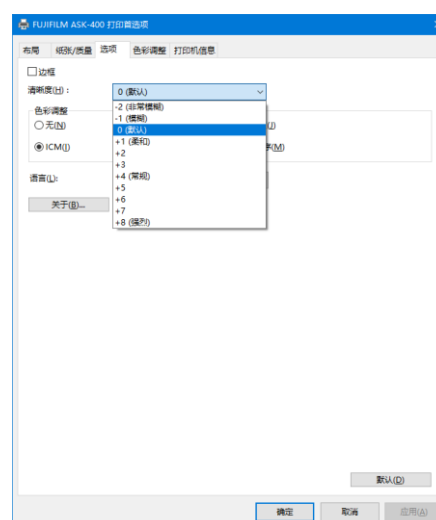 FUJIFILM ASK-400 打印首选项
布局 纸张/质量 选项 色彩调整 打印机信息
边框
清晰度(H)： 0 (默认)
-2 (非常模糊)
-1 (模糊)
0 (默认)
+1 (柔和)
+2
+3
+4 (常规)
+5
+6
+7
+8 (强烈)
色彩调整
无(N)
ICM(I)
(M)
语言(L):
关于(B)...
默认(D)
确定 取消 应用(A)